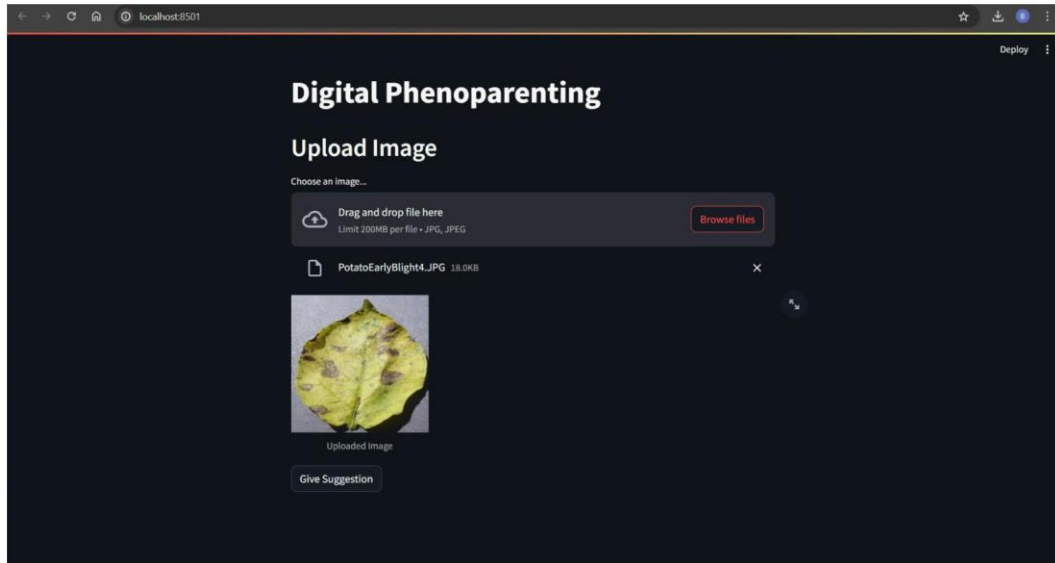 localhost:8501
B
Deploy
Digital Phenoparenting
Upload Image
Choose an image...
Drag and drop file here
Limit 200MB per file • JPG, JPEG
Browse files
PotatoEarlyBlight4.JPG 18.0KB
Uploaded Image
Give Suggestion